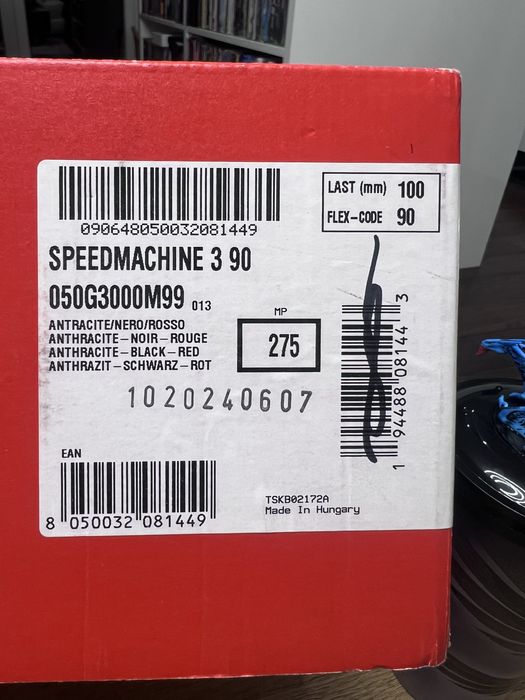 LAST (mm) 100
FLEX-CODE 90
090648050032081449
SPEEDMACHINE 3 90
050G3000M99 013
ANTRACITE/NERO/ROSSO
ANTHRACITE-NOIR-ROUGE
ANTHRACITE-BLACK-RED
ANTHRAZIT-SCHWARZ-ROT
MP
275
1020240607
1 94488 08144 3
EAN
8 050032 081449
TSKB02172A
Made In Hungary